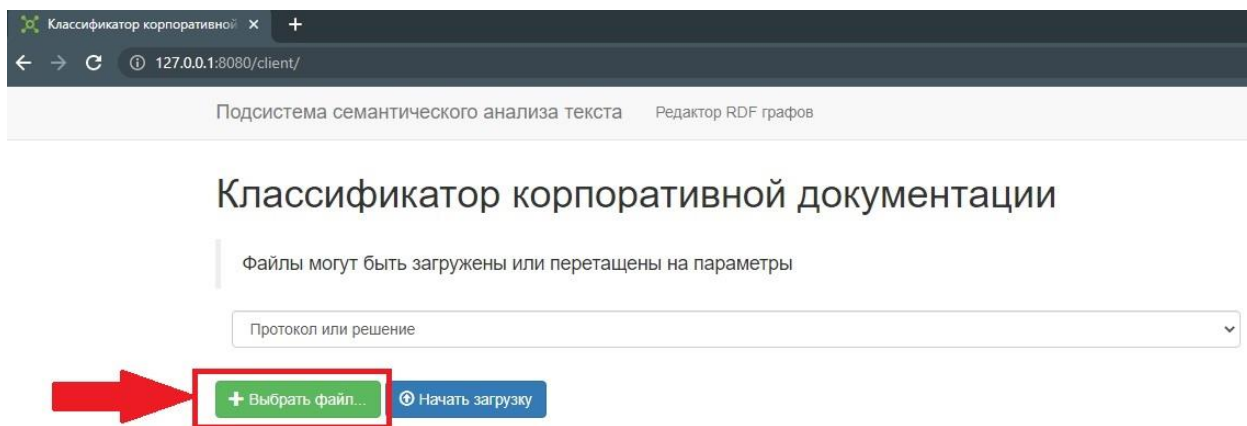 Классификатор корпоративной
127.0.0.1:8080/client/
Подсистема семантического анализа текста Редактор RDF графов
Классификатор корпоративной документации
Файлы могут быть загружены или перетащены на параметры
Протокол или решение
+ Выбрать файл... Начать загрузку